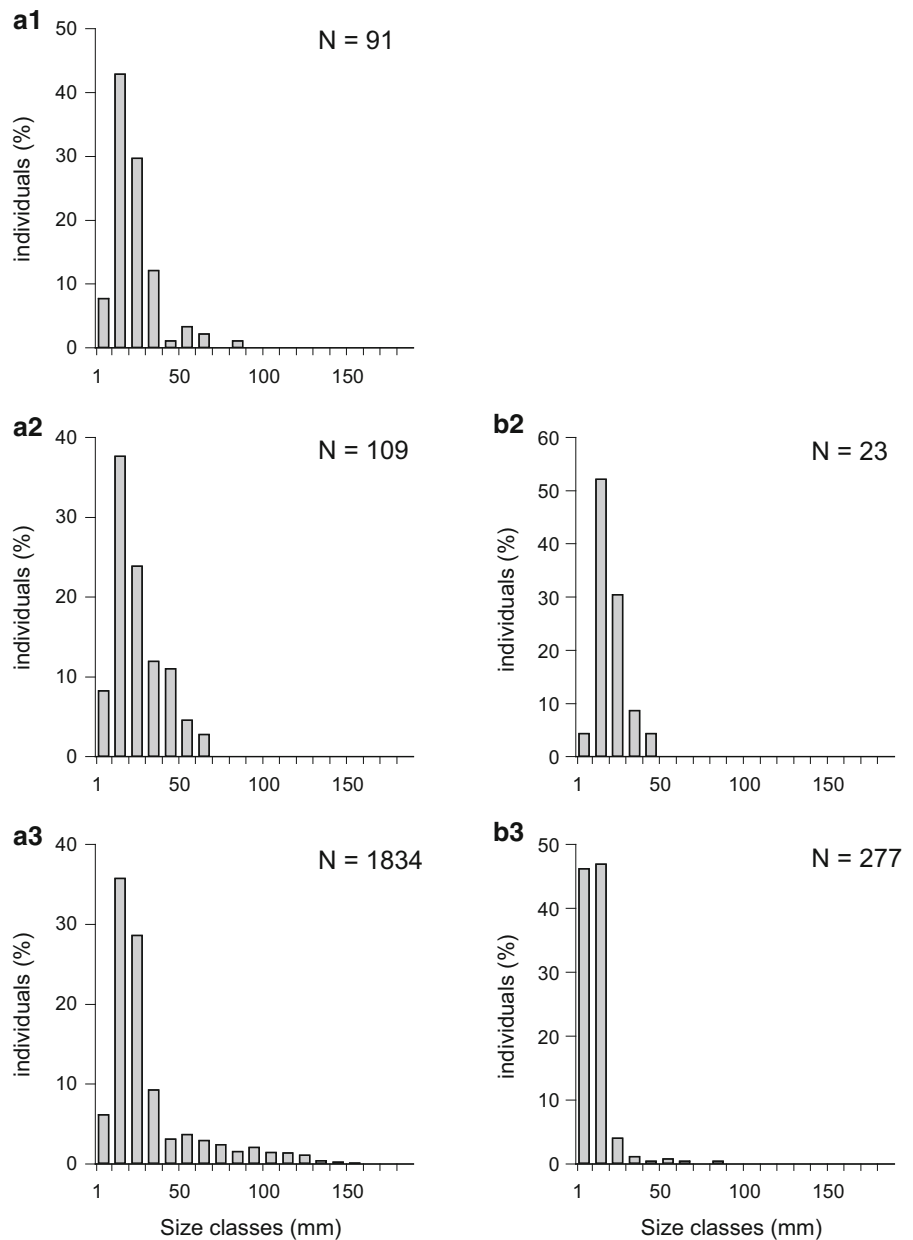 a1
N = 91
individuals (%)
50
40
30
20
10
0
1 50 100 150
a2
N = 109
individuals (%)
40
30
20
10
0
1 50 100 150
b2
N = 23
individuals (%)
60
50
40
30
20
10
0
1 50 100 150
a3
N = 1834
individuals (%)
40
30
20
10
0
1 50 100 150
Size classes (mm)
b3
N = 277
individuals (%)
50
40
30
20
10
0
1 50 100 150
Size classes (mm)